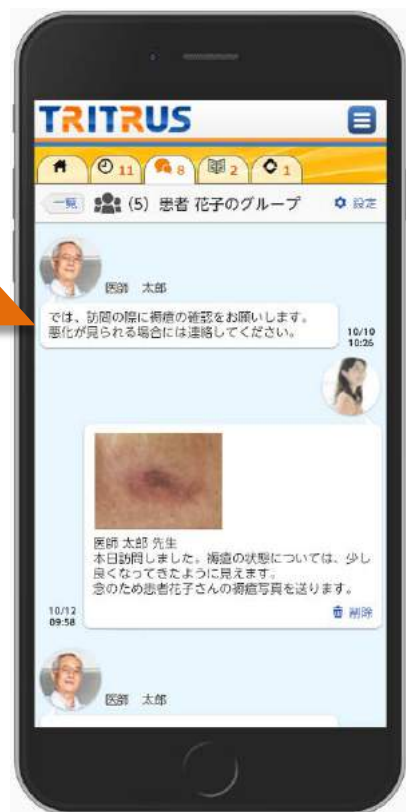 TRITRUS
11
8
2
1
一覧
(5) 患者 花子のグループ
設定
医師 太郎
では、訪問の際に褥瘡の確認をお願いします。
悪化が見られる場合には連絡してください。
10/10
10:26
医師 太郎 先生
本日訪問しました。褥瘡の状態については、少し
良くなってきたように見えます。
念のため患者花子さんの褥瘡写真を送ります。
10/12
09:58
削除
医師 太郎